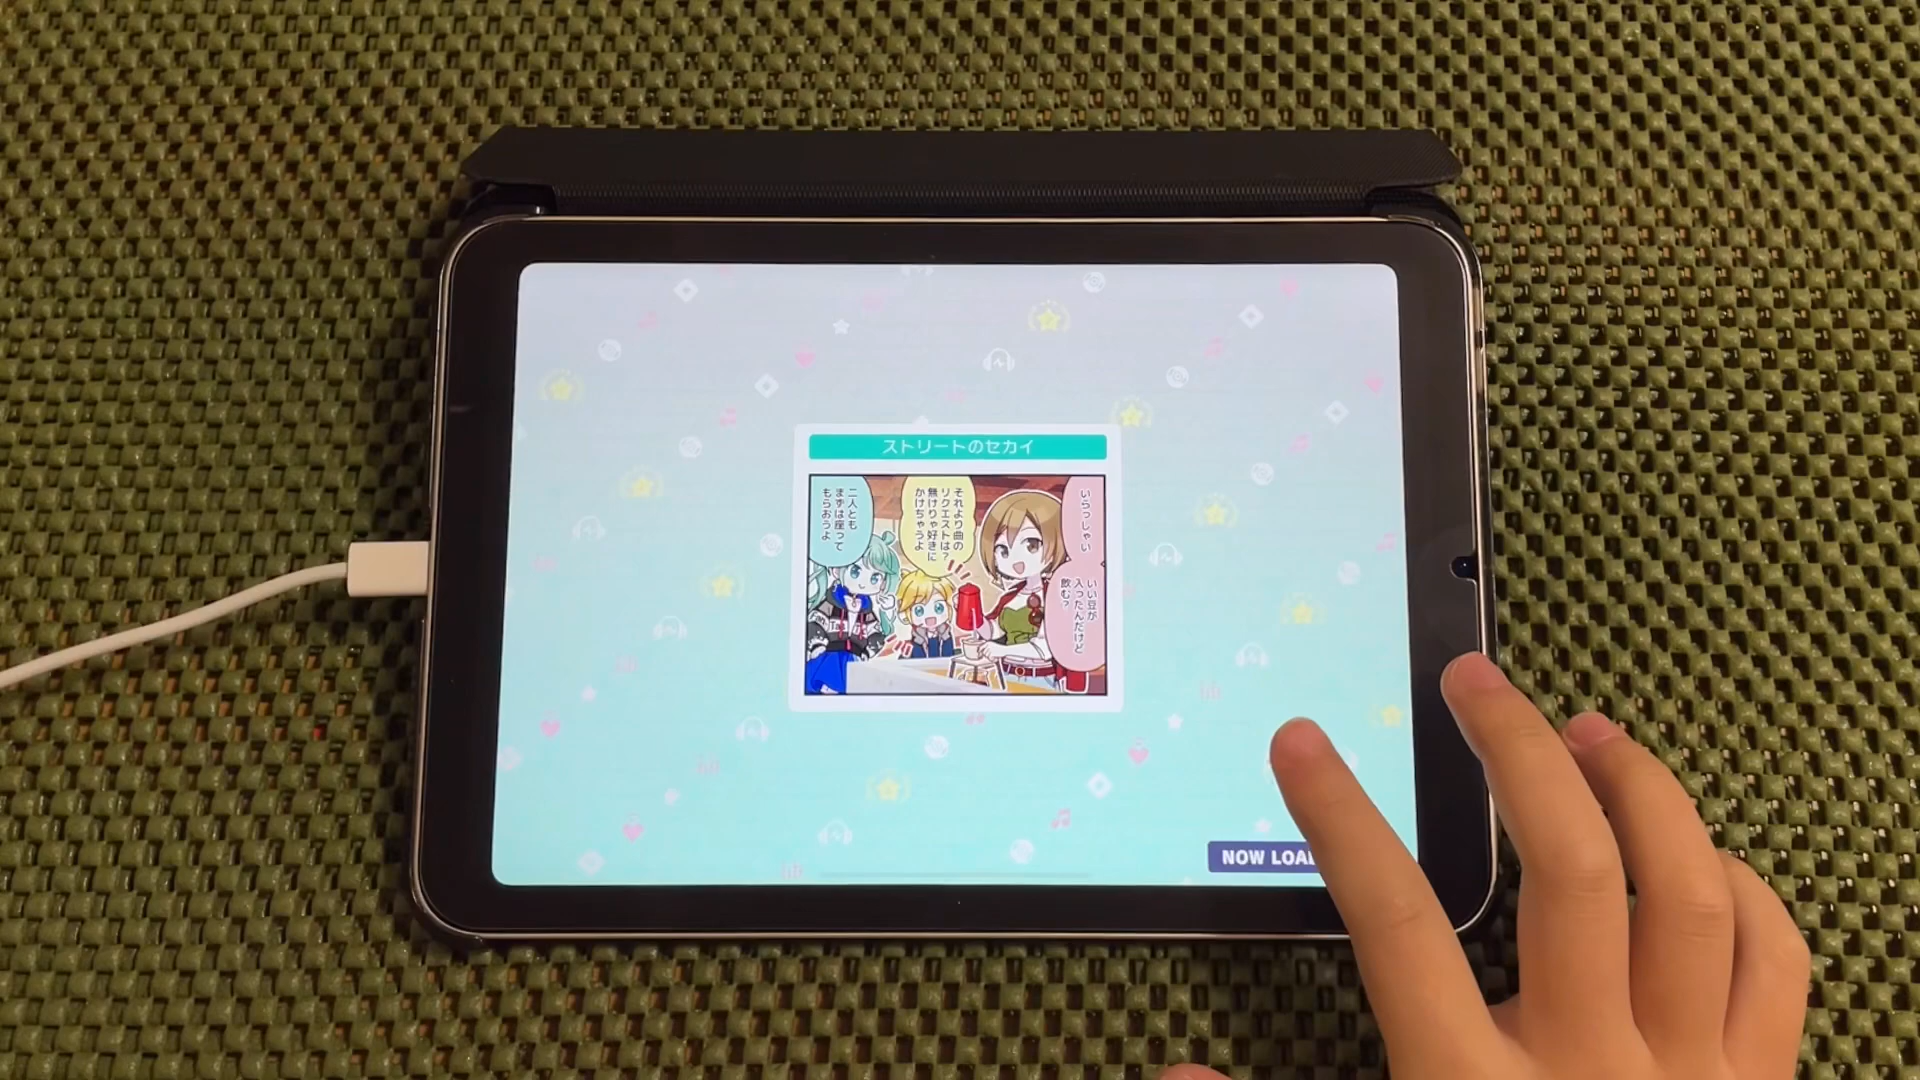 ストリートのセカイ
いらっしゃい
いい豆が
入ったんだけど
飲む？
それより曲の
リクエストは？
無けりゃ好きに
かけちゃうよ
二人とも
まずは座って
もらおうよ
NOW LOA